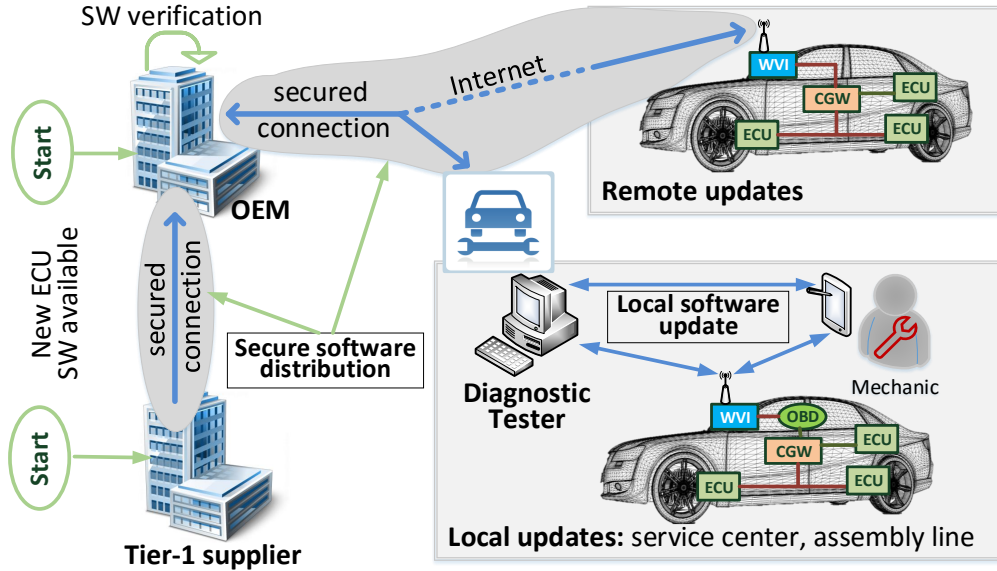 SW verification
Start
OEM
secured
connection
Internet
WVI
CGW
ECU
ECU
ECU
Remote updates
New ECU
SW available
secured
connection
Secure software
distribution
Start
Tier-1 supplier
Local software
update
Diagnostic
Tester
Mechanic
WVI
OBD
CGW
ECU
ECU
ECU
Local updates: service center, assembly line